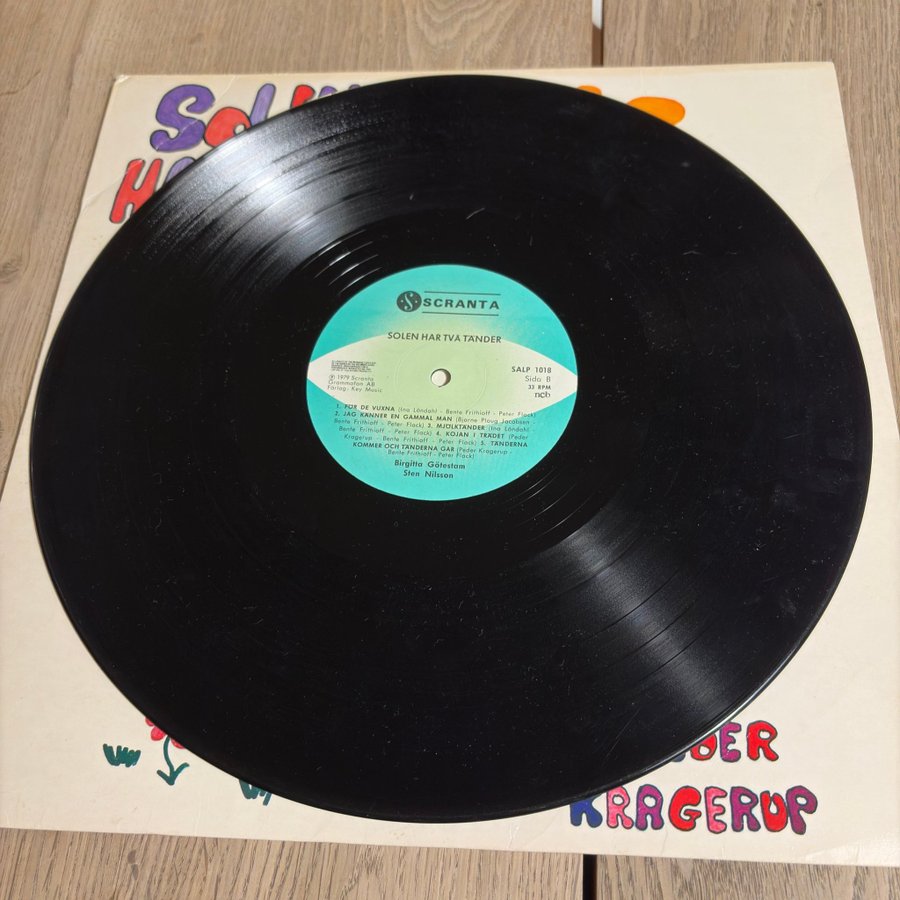 SCRANTA
SOLEN HAR TVÅ TÄNDER
℗ 1979 Scranta
Grammofon AB
Förlag: Key Music
SALP 1018
Sida B
33 RPM
ncb
1. FÖR DE VUXNA (Ina Löndahl - Bente Frithioff - Peter Flack)
2. JAG KÄNNER EN GAMMAL MAN (Bjarne Ploug Jacobsen
- Bente Frithioff - Peter Flack) 3. MJÖLKTÄNDER (Ina Löndahl -
Bente Frithioff - Peter Flack) 4. KOJAN I TRÄDET (Peder
Kragerup - Bente Frithioff - Peter Flack) 5. TÄNDERNA
KOMMER OCH TÄNDERNA GÅR (Peder Kragerup -
Bente Frithioff - Peter Flack)
Birgitta Götestam
Sten Nilsson
KRAGERUP